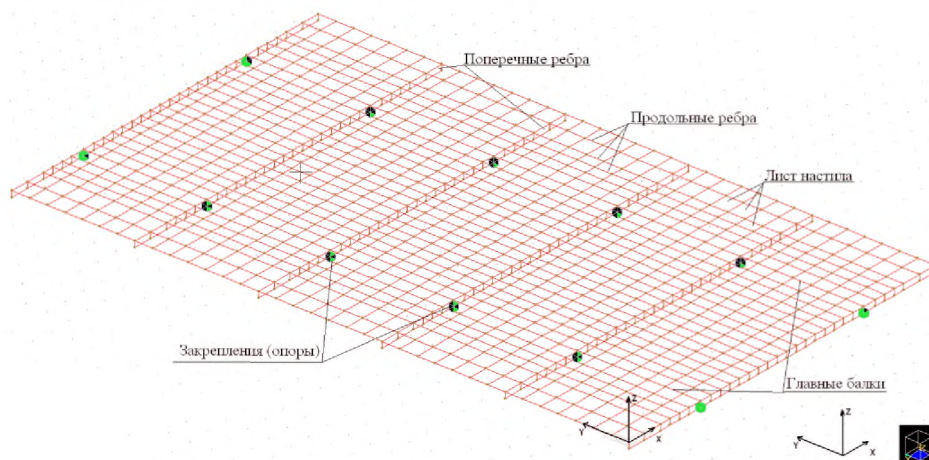 Поперечные ребра
Продольные ребра
Лист настила
Закрепления (опоры)
Главные балки
Z
Y
X
Z
Y
X